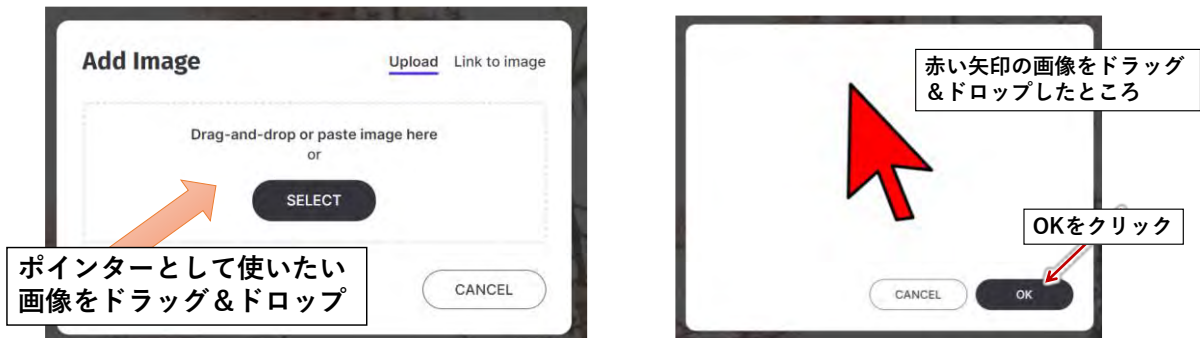 Add Image
Upload Link to image
Drag-and-drop or paste image here
or
SELECT
ポインターとして使いたい
画像をドラッグ＆ドロップ
CANCEL
赤い矢印の画像をドラッグ
＆ドロップしたところ
OKをクリック
CANCEL OK